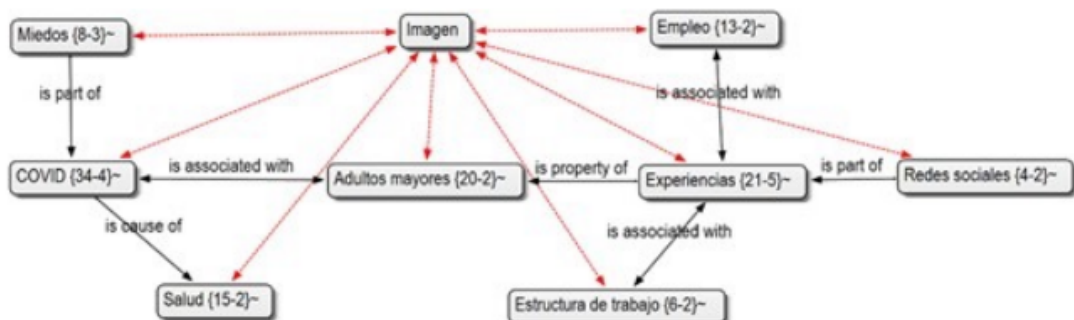 Miedos {8-3}~
Imagen
Empleo {13-2}~
is part of
is associated with
COVID {34-4}~
is associated with
Adultos mayores {20-2}~
is property of
Experiencias {21-5}~
is part of
Redes sociales {4-2}~
is cause of
is associated with
Salud {15-2}~
Estructura de trabajo {6-2}~